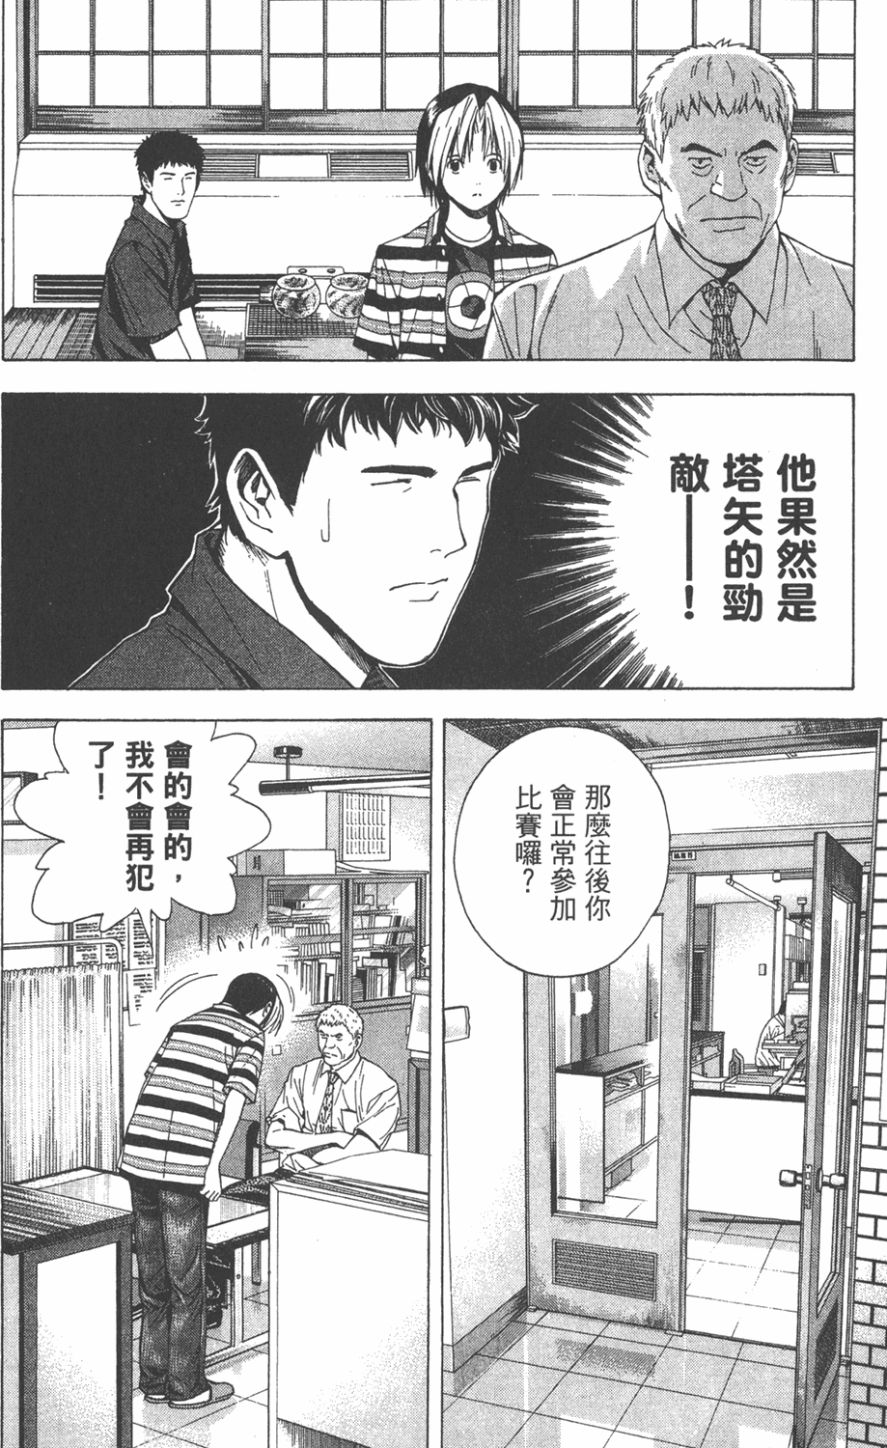 他果然是
塔矢的勁
敵——！
那麼往後你
會正常參加
比賽囉？
會的會的，
我不會再犯
了！